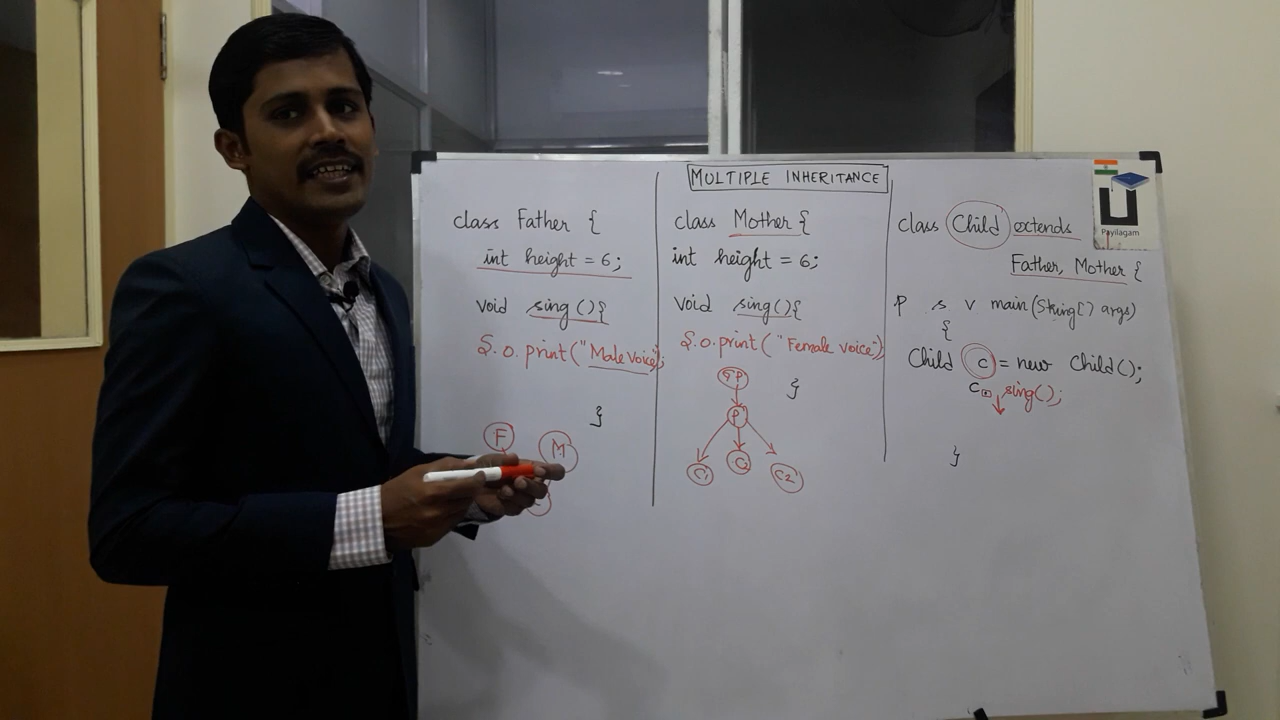 MULTIPLE INHERITANCE
class Father {
int height = 6;
void sing () {
S.o.print ("Male Voice");
}
F
M
class Mother {
int height = 6;
void sing () {
S.o.print ("Female Voice")
}
GP
P
C1
C2
class Child extends
Father, Mother {
P s v main (String[] args)
{
Child c = new Child();
c. sing();
}
Payilagam